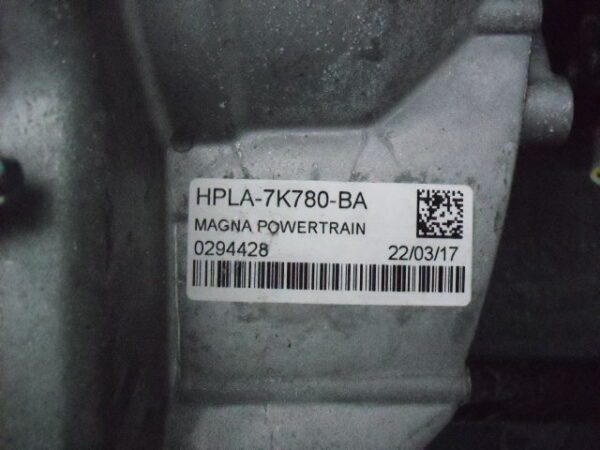 HPLA-7K780-BA
MAGNA POWERTRAIN
0294428 22/03/17